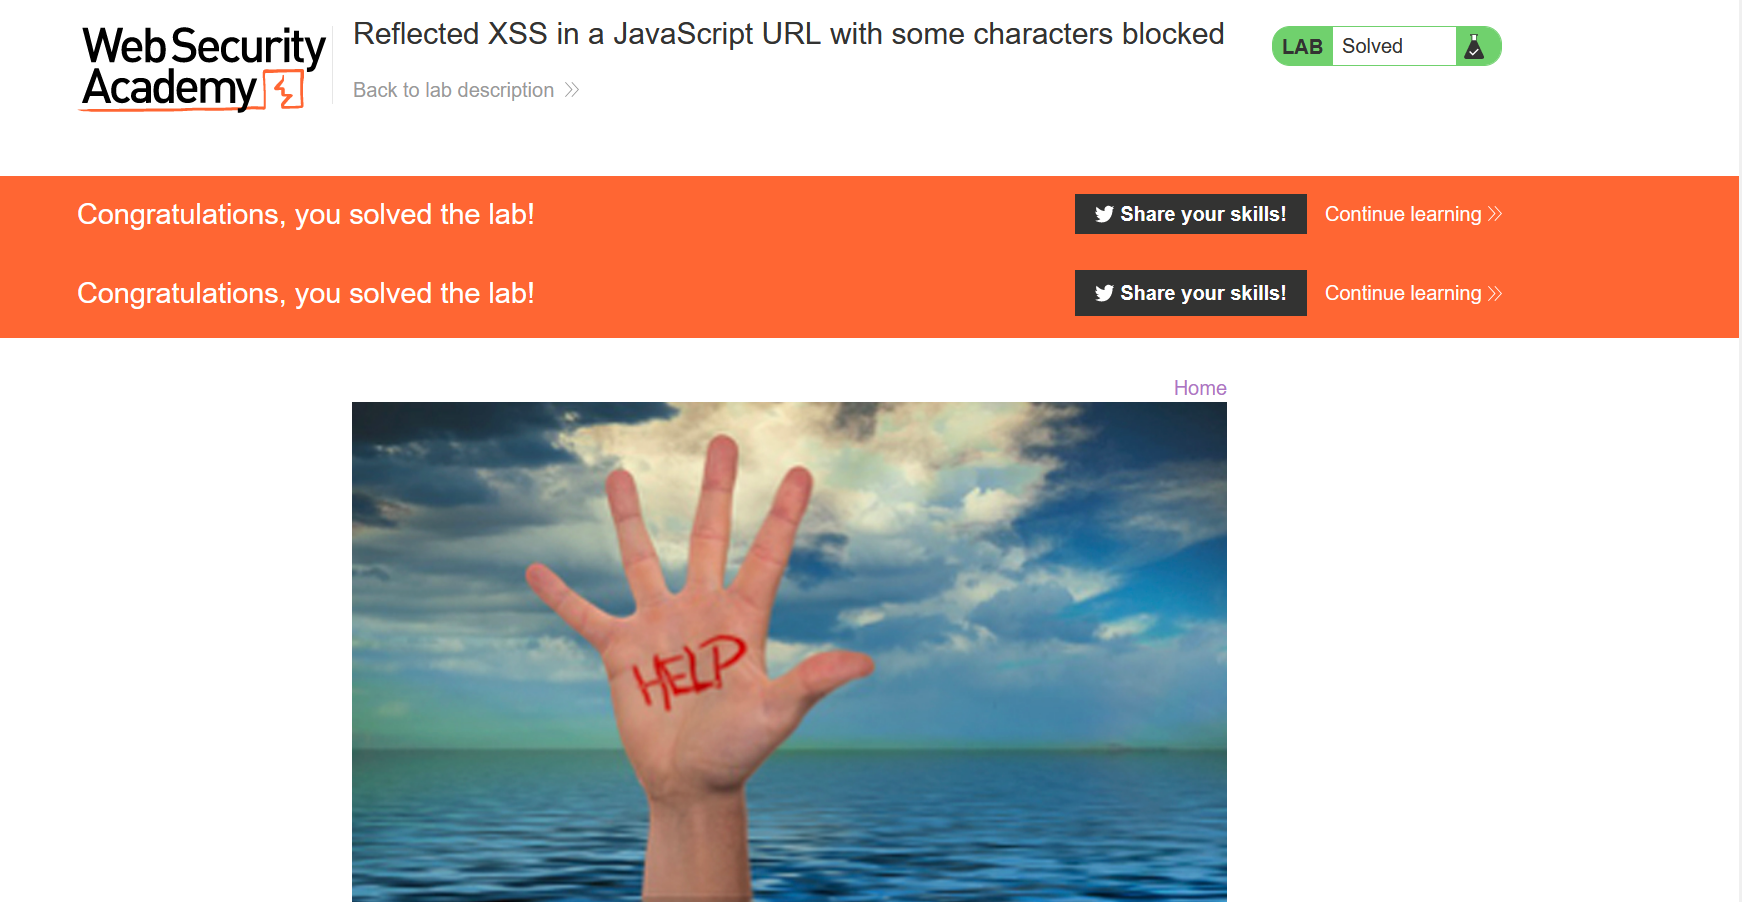 Web Security
Academy
Reflected XSS in a JavaScript URL with some characters blocked
Back to lab description
LAB Solved
Congratulations, you solved the lab!
Share your skills!
Continue learning
Congratulations, you solved the lab!
Share your skills!
Continue learning
Home
HELP